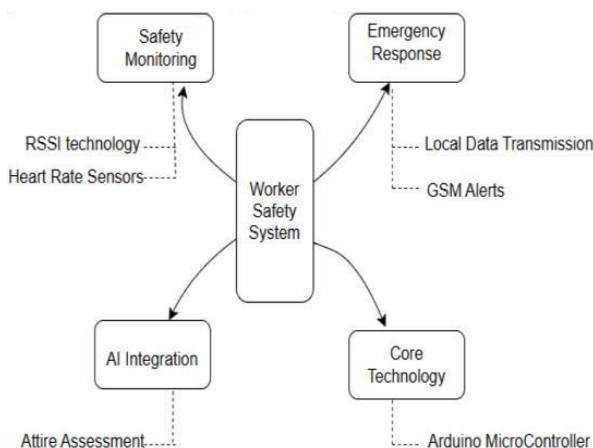 Safety
Monitoring
Emergency
Response
RSSI technology
Heart Rate Sensors
Local Data Transmission
GSM Alerts
Worker
Safety
System
AI Integration
Core
Technology
Attire Assessment
Arduino MicroController